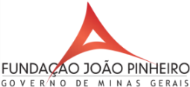 FUNDAÇÃO JOÃO PINHEIRO
GOVERNO DE MINAS GERAIS